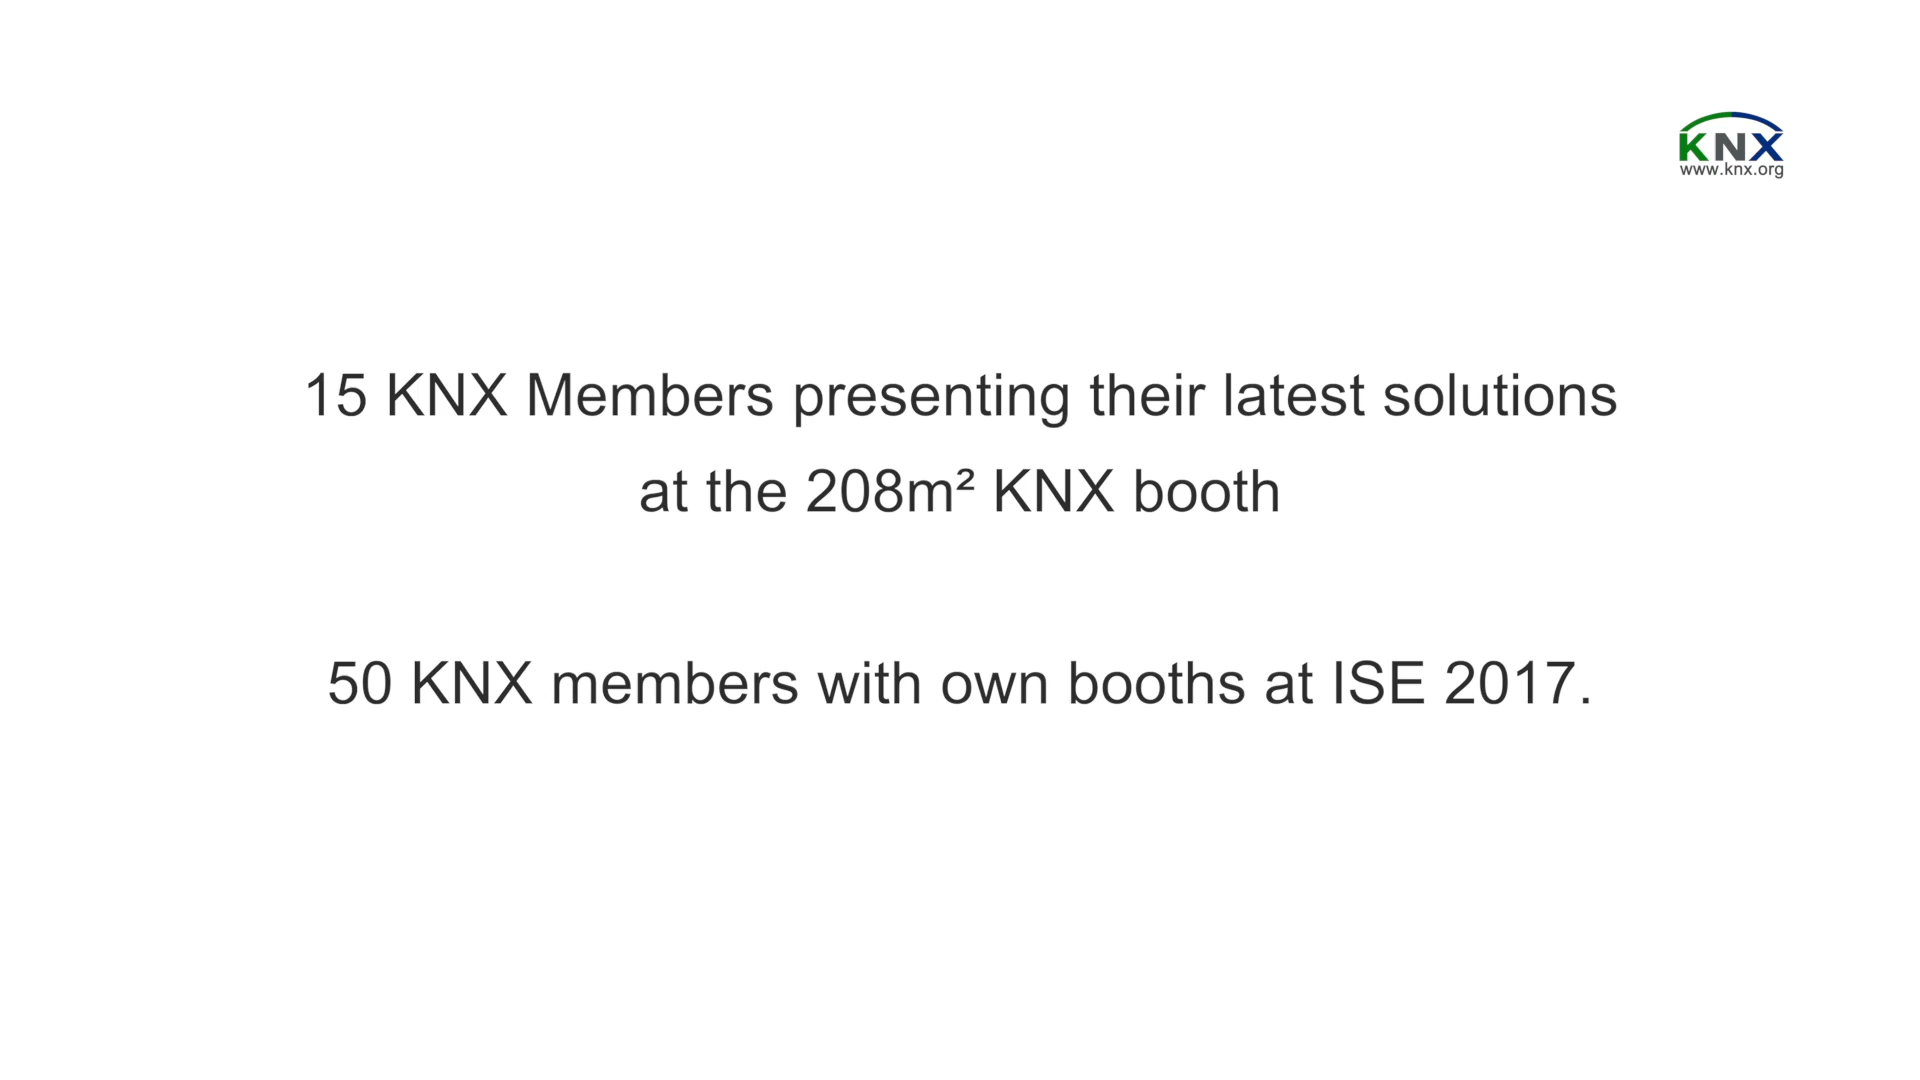 KNX
www.knx.org
15 KNX Members presenting their latest solutions
at the 208m² KNX booth
50 KNX members with own booths at ISE 2017.